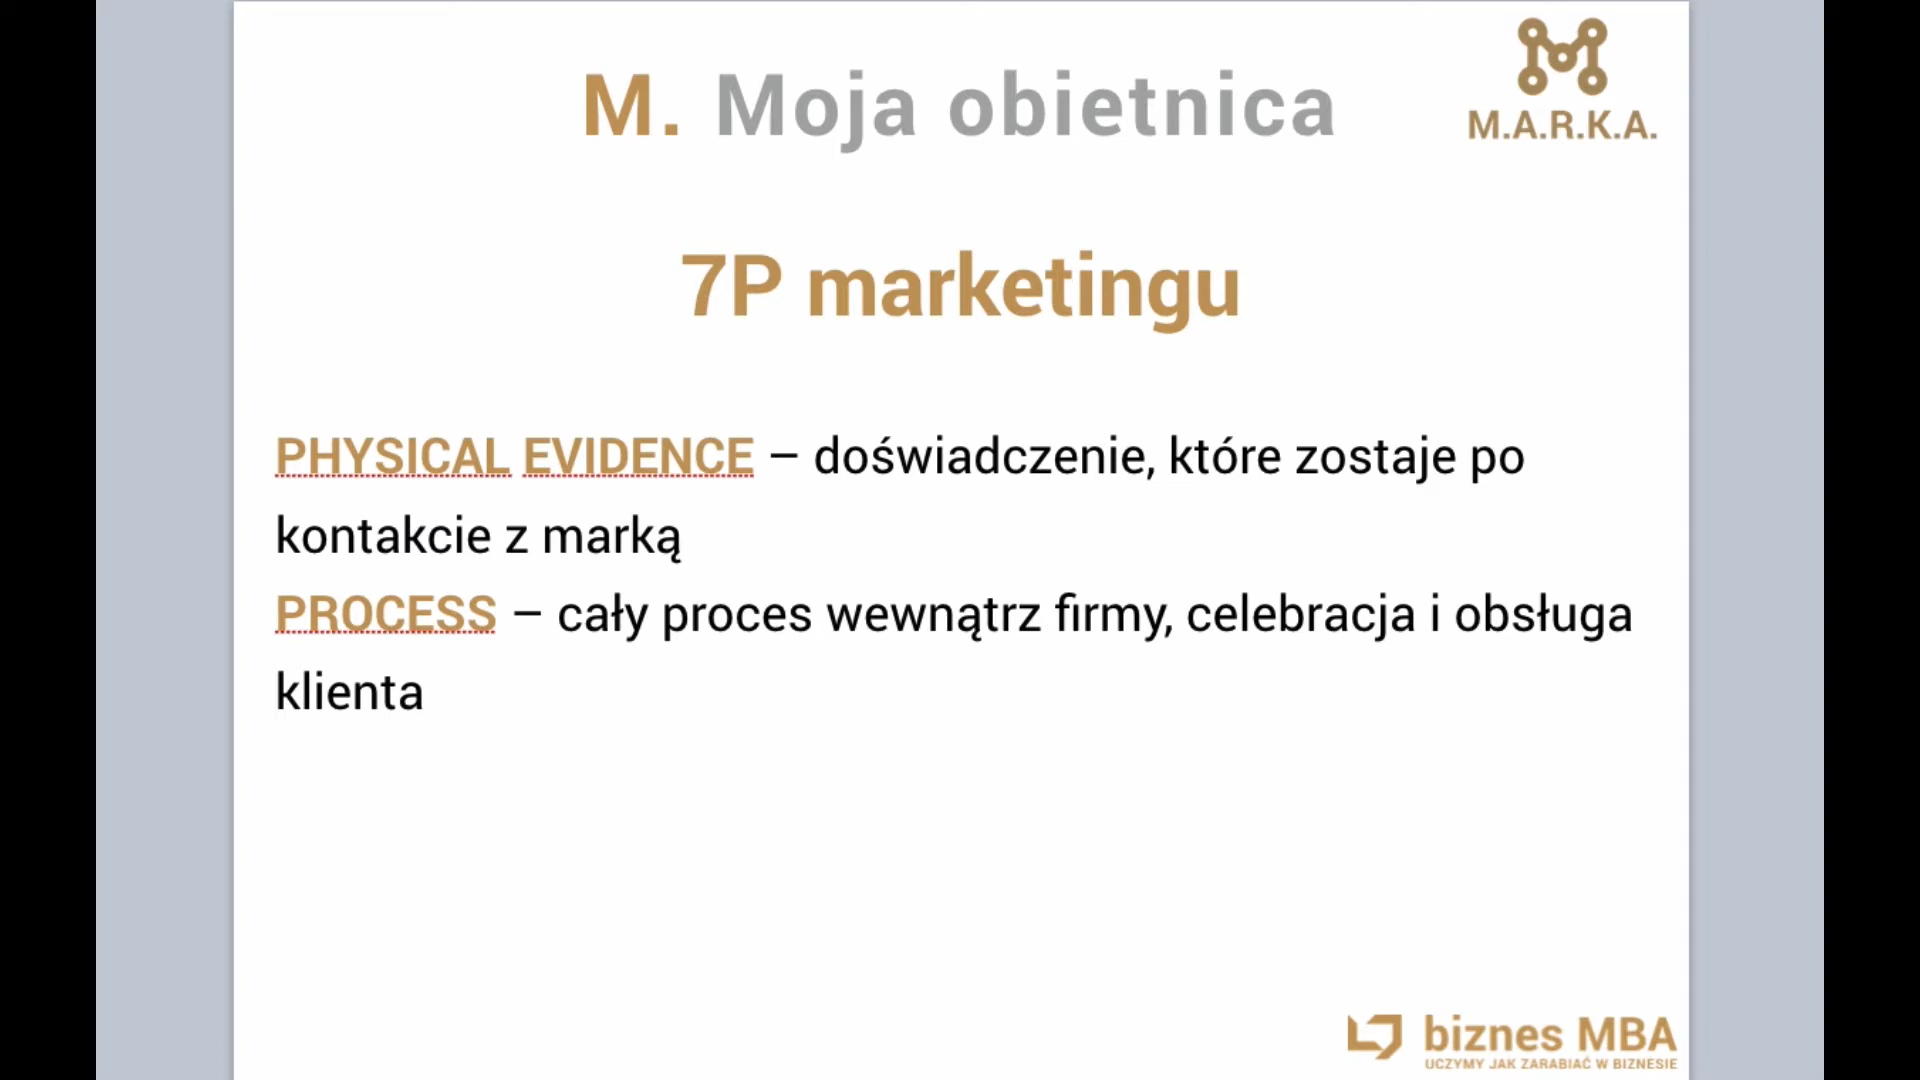 M. Moja obietnica
M.A.R.K.A.
7P marketingu
PHYSICAL EVIDENCE – doświadczenie, które zostaje po
kontakcie z marką
PROCESS – cały proces wewnątrz firmy, celebracja i obsługa
klienta
biznes MBA
UCZYMY JAK ZARABIAĆ W BIZNESIE